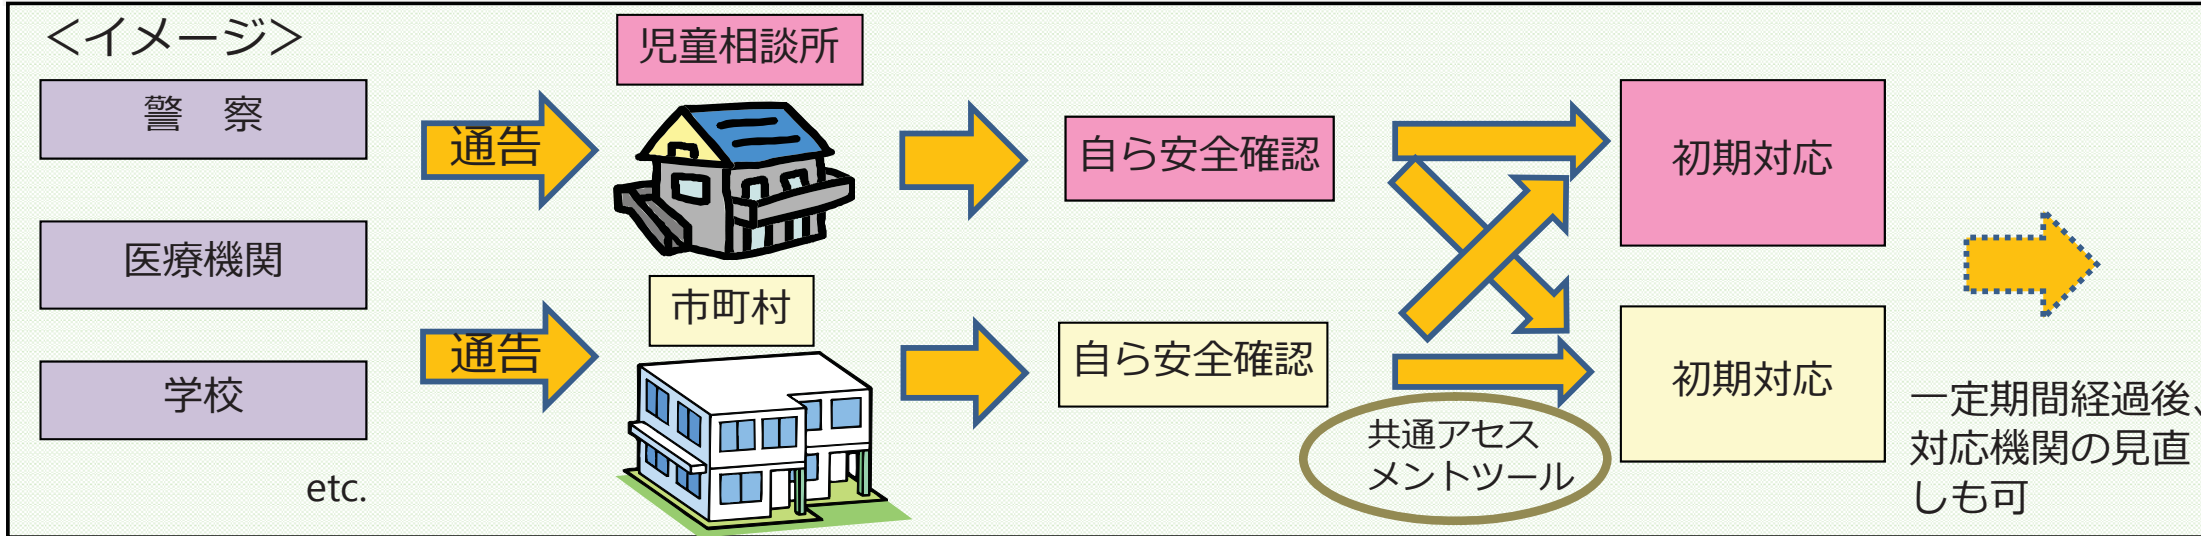 ＜イメージ＞
警　察
医療機関
学校
etc.
通告
通告
児童相談所
市町村
自ら安全確認
自ら安全確認
共通アセス
メントツール
初期対応
初期対応
一定期間経過後、
対応機関の見直
しも可